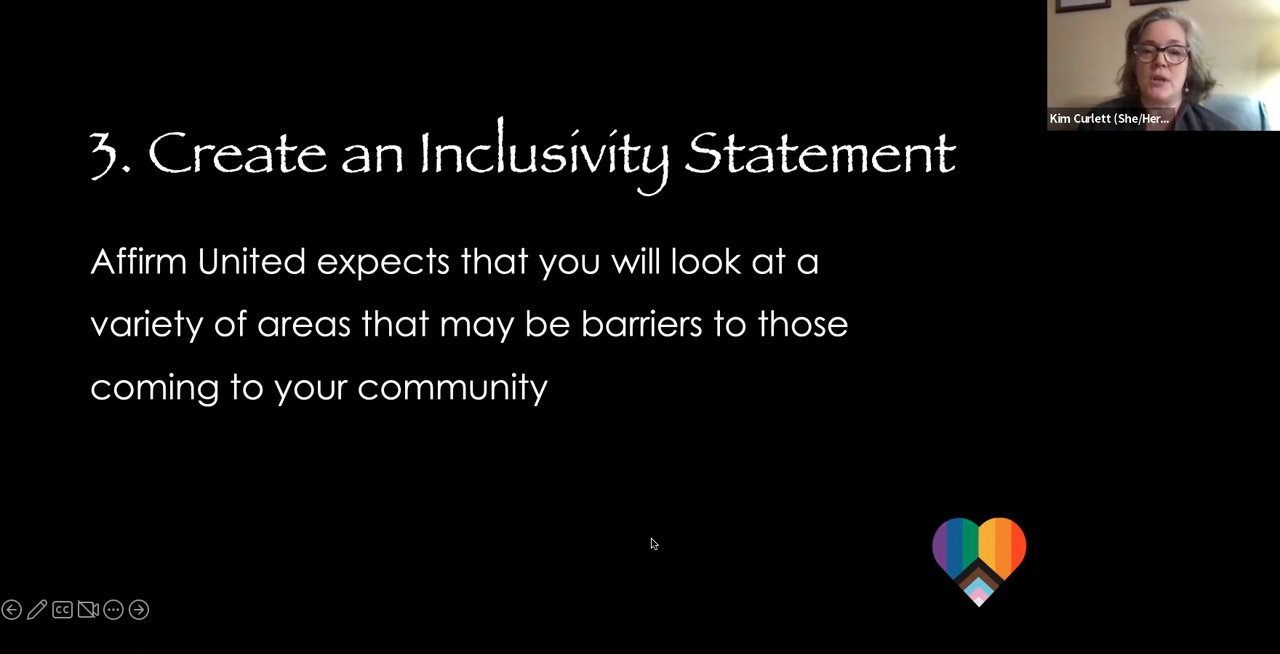 Kim Curlett (She/Her...
3. Create an Inclusivity Statement
Affirm United expects that you will look at a
variety of areas that may be barriers to those
coming to your community
CC